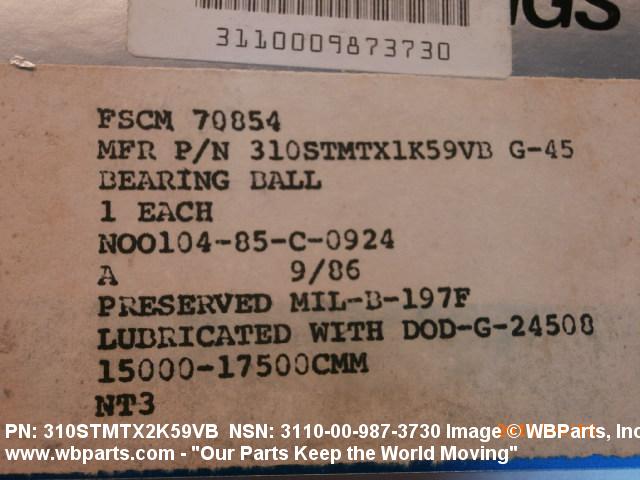 3110009873730
NGS
FSCM 70854
MFR P/N 310STMTX1K59VB G-45
BEARING BALL
1 EACH
NOO104-85-C-0924
A 9/86
PRESERVED MIL-B-197F
LUBRICATED WITH DOD-G-24508
15000-17500CMM
NT3
PN: 310STMTX2K59VB NSN: 3110-00-987-3730 Image © WBParts, Inc
www.wbparts.com - "Our Parts Keep the World Moving"